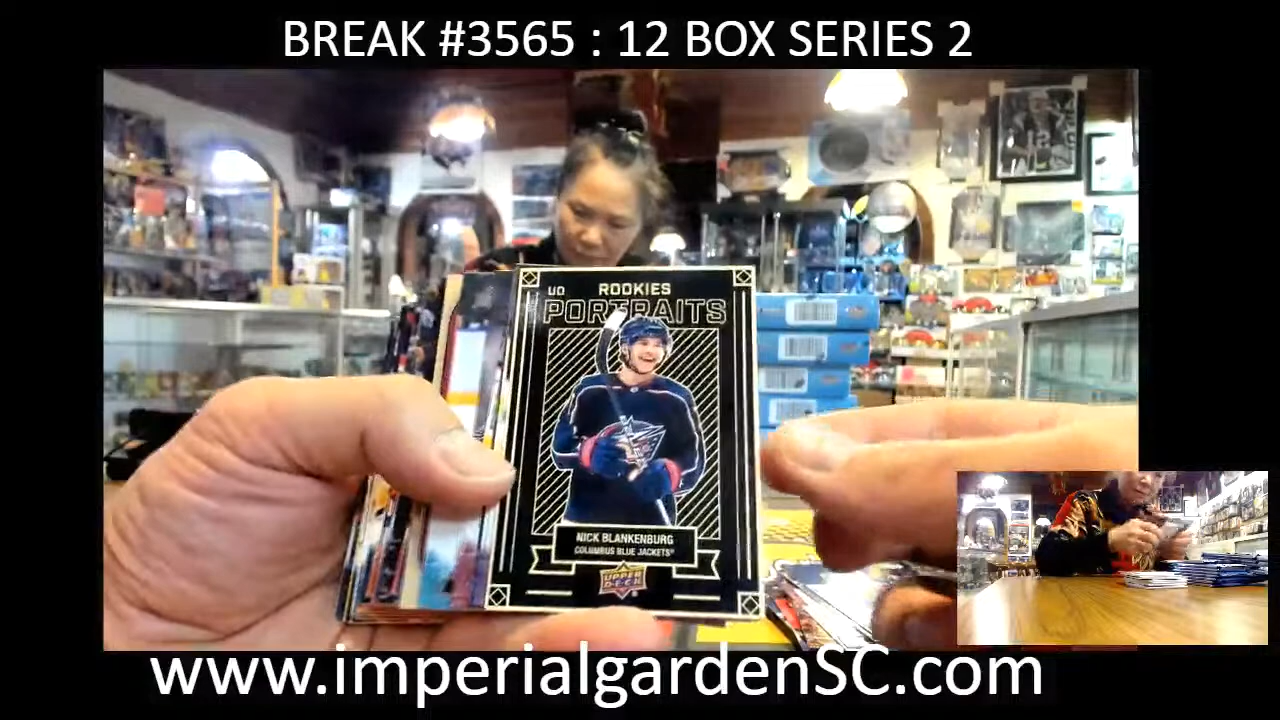 BREAK #3565 : 12 BOX SERIES 2
UD
ROOKIES
PORTRAITS
NICK BLANKENBURG
COLUMBUS BLUE JACKETS
UPPER
DECK
www.imperialgardenSC.com